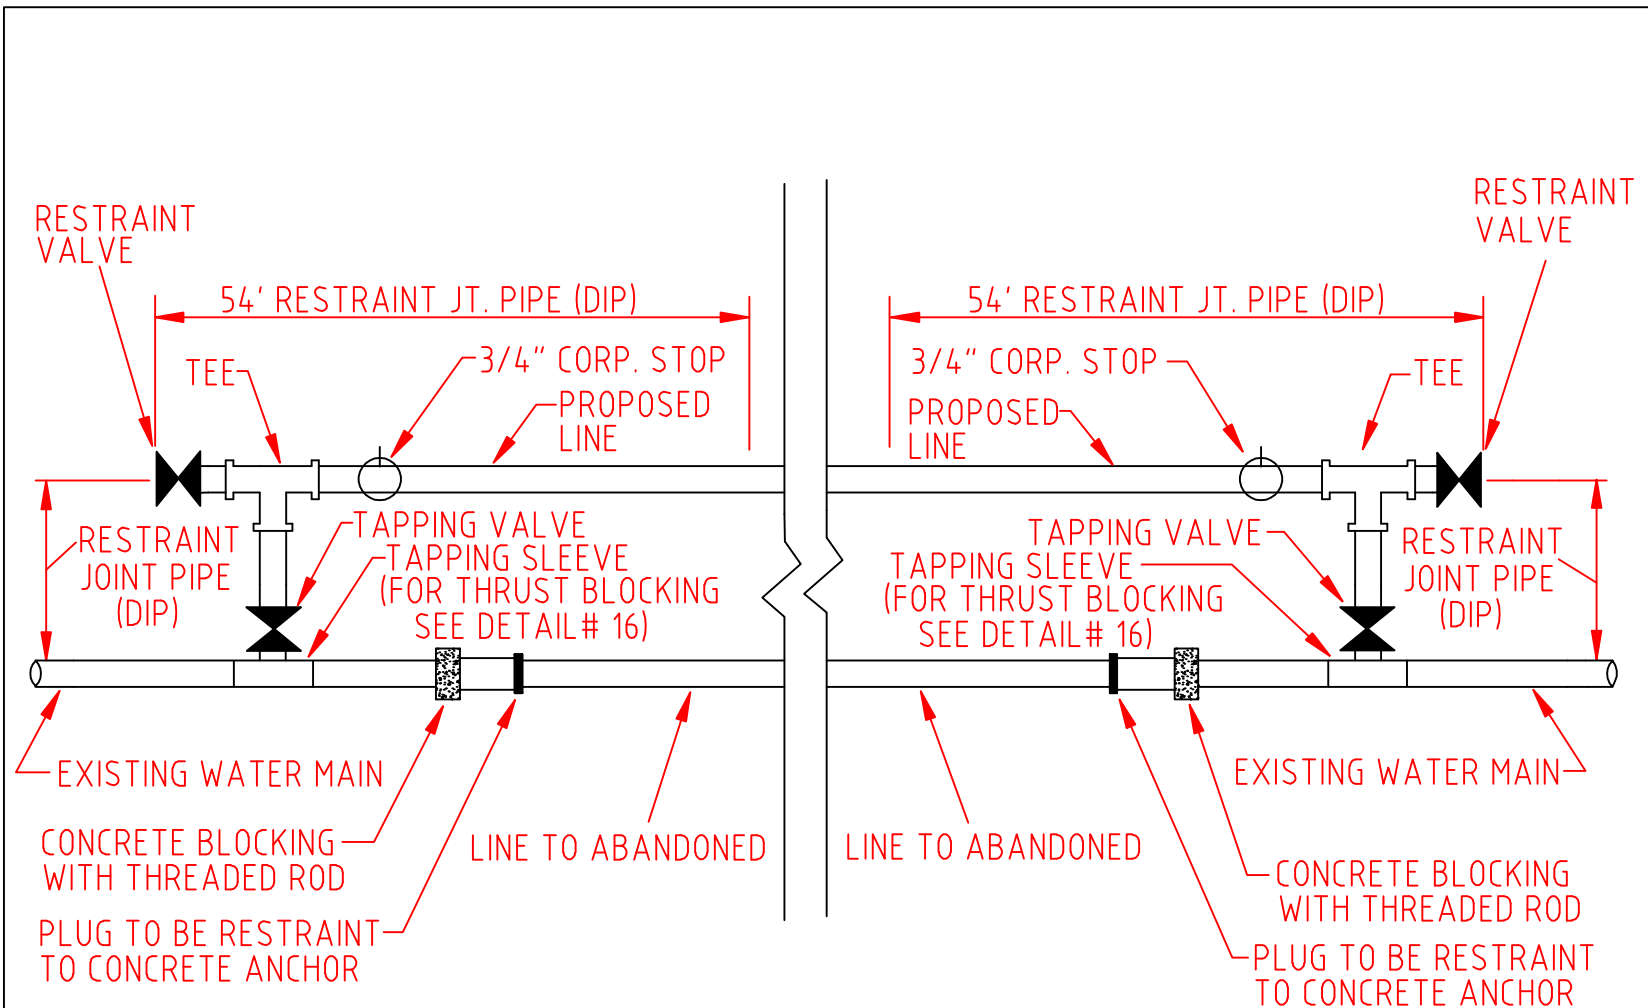 RESTRAINT
VALVE
RESTRAINT
VALVE
54' RESTRAINT JT. PIPE (DIP)
54' RESTRAINT JT. PIPE (DIP)
TEE
3/4" CORP. STOP
3/4" CORP. STOP
TEE
PROPOSED
LINE
PROPOSED
LINE
TAPPING VALVE
TAPPING SLEEVE
(FOR THRUST BLOCKING
SEE DETAIL# 16)
RESTRAINT
JOINT PIPE
(DIP)
TAPPING VALVE
TAPPING SLEEVE
(FOR THRUST BLOCKING
SEE DETAIL# 16)
RESTRAINT
JOINT PIPE
(DIP)
EXISTING WATER MAIN
EXISTING WATER MAIN
CONCRETE BLOCKING
WITH THREADED ROD
LINE TO ABANDONED
LINE TO ABANDONED
CONCRETE BLOCKING
WITH THREADED ROD
PLUG TO BE RESTRAINT
TO CONCRETE ANCHOR
PLUG TO BE RESTRAINT
TO CONCRETE ANCHOR